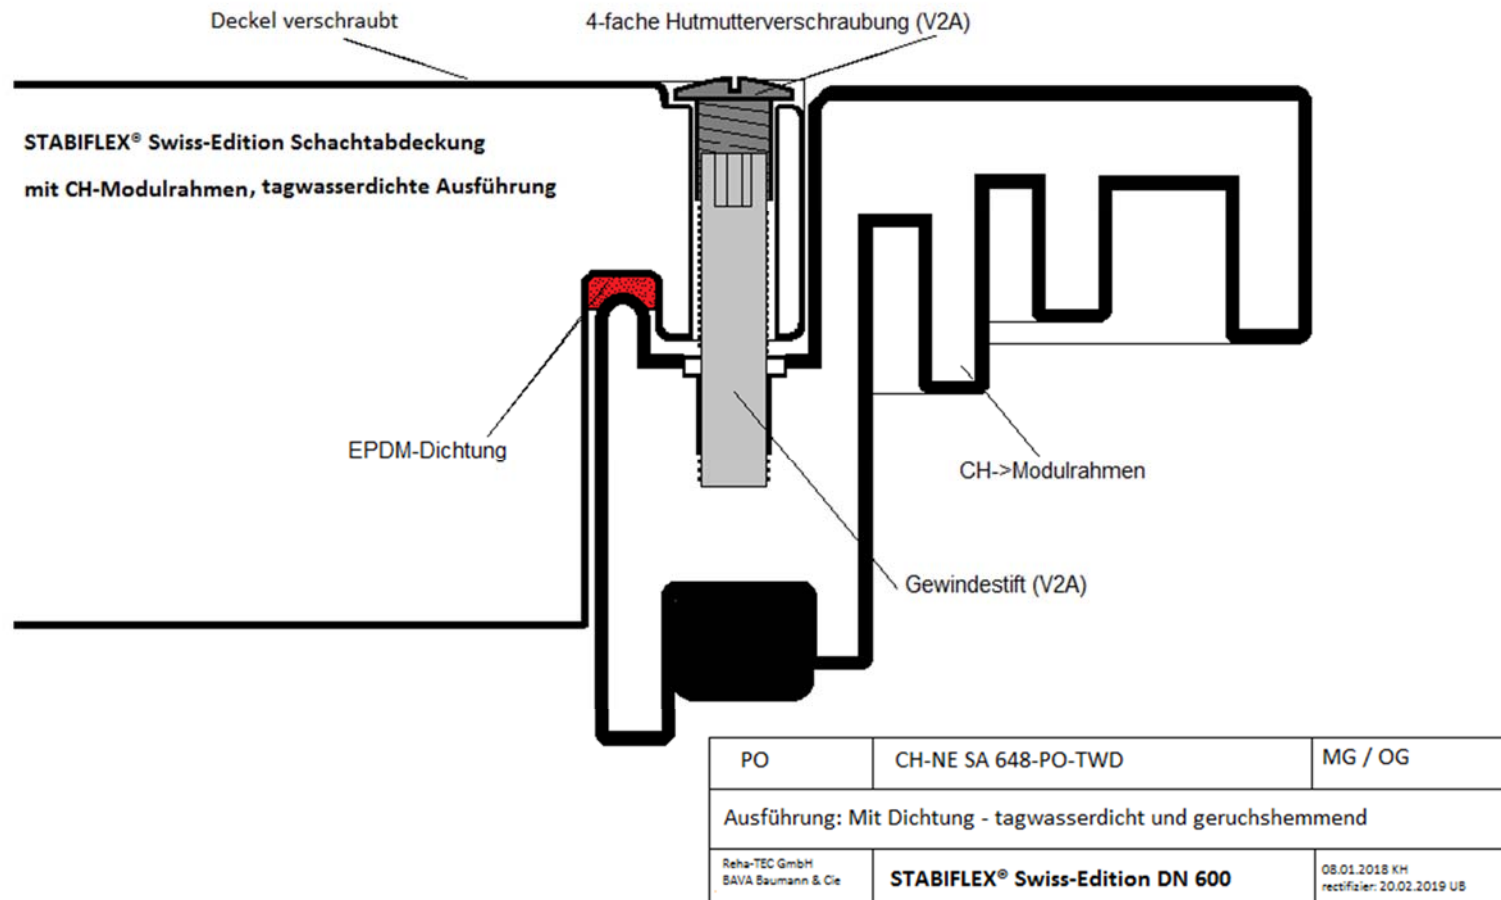 Deckel verschraubt
4-fache Hutmutterverschraubung (V2A)
STABIFLEX® Swiss-Edition Schachtabdeckung
mit CH-Modulrahmen, tagwasserdichte Ausführung
EPDM-Dichtung
CH->Modulrahmen
Gewindestift (V2A)
PO
CH-NE SA 648-PO-TWD
MG / OG
Ausführung: Mit Dichtung - tagwasserdicht und geruchshemmend
Reha-TEC GmbH
BAVA Baumann & Cie
STABIFLEX® Swiss-Edition DN 600
08.01.2018 KH
rectifizier: 20.02.2019 UB